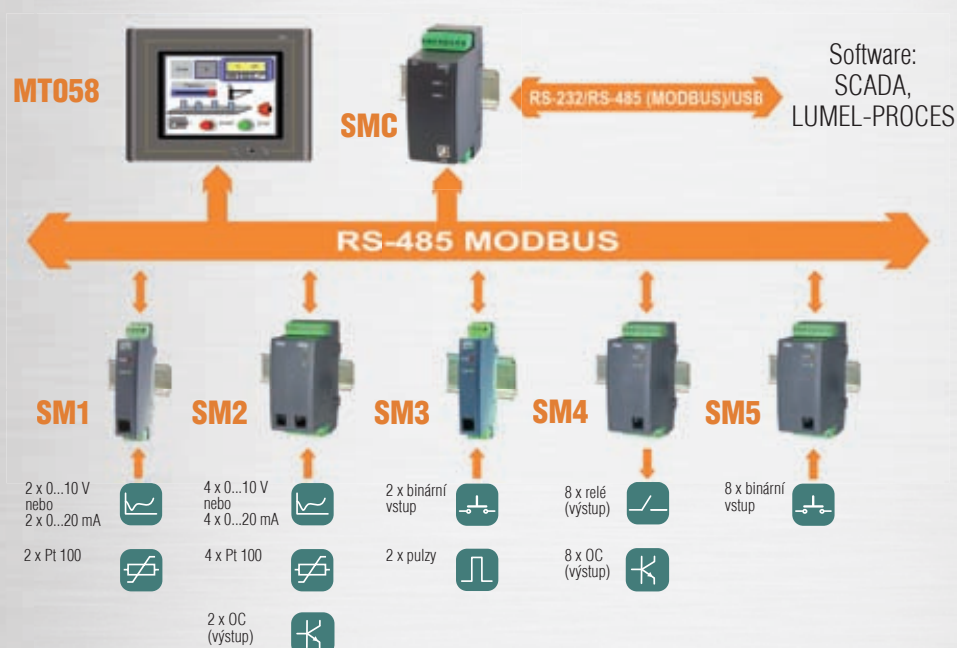 MT058
SMC
RS-232/RS-485 (MODBUS)/USB
Software:
SCADA,
LUMEL-PROCES
RS-485 MODBUS
SM1
SM2
SM3
SM4
SM5
2 x 0...10 V
nebo
2 x 0...20 mA
2 x Pt 100
4 x 0...10 V
nebo
4 x 0...20 mA
4 x Pt 100
2 x OC
(výstup)
2 x binární
vstup
2 x pulzy
8 x relé
(výstup)
8 x OC
(výstup)
8 x binární
vstup